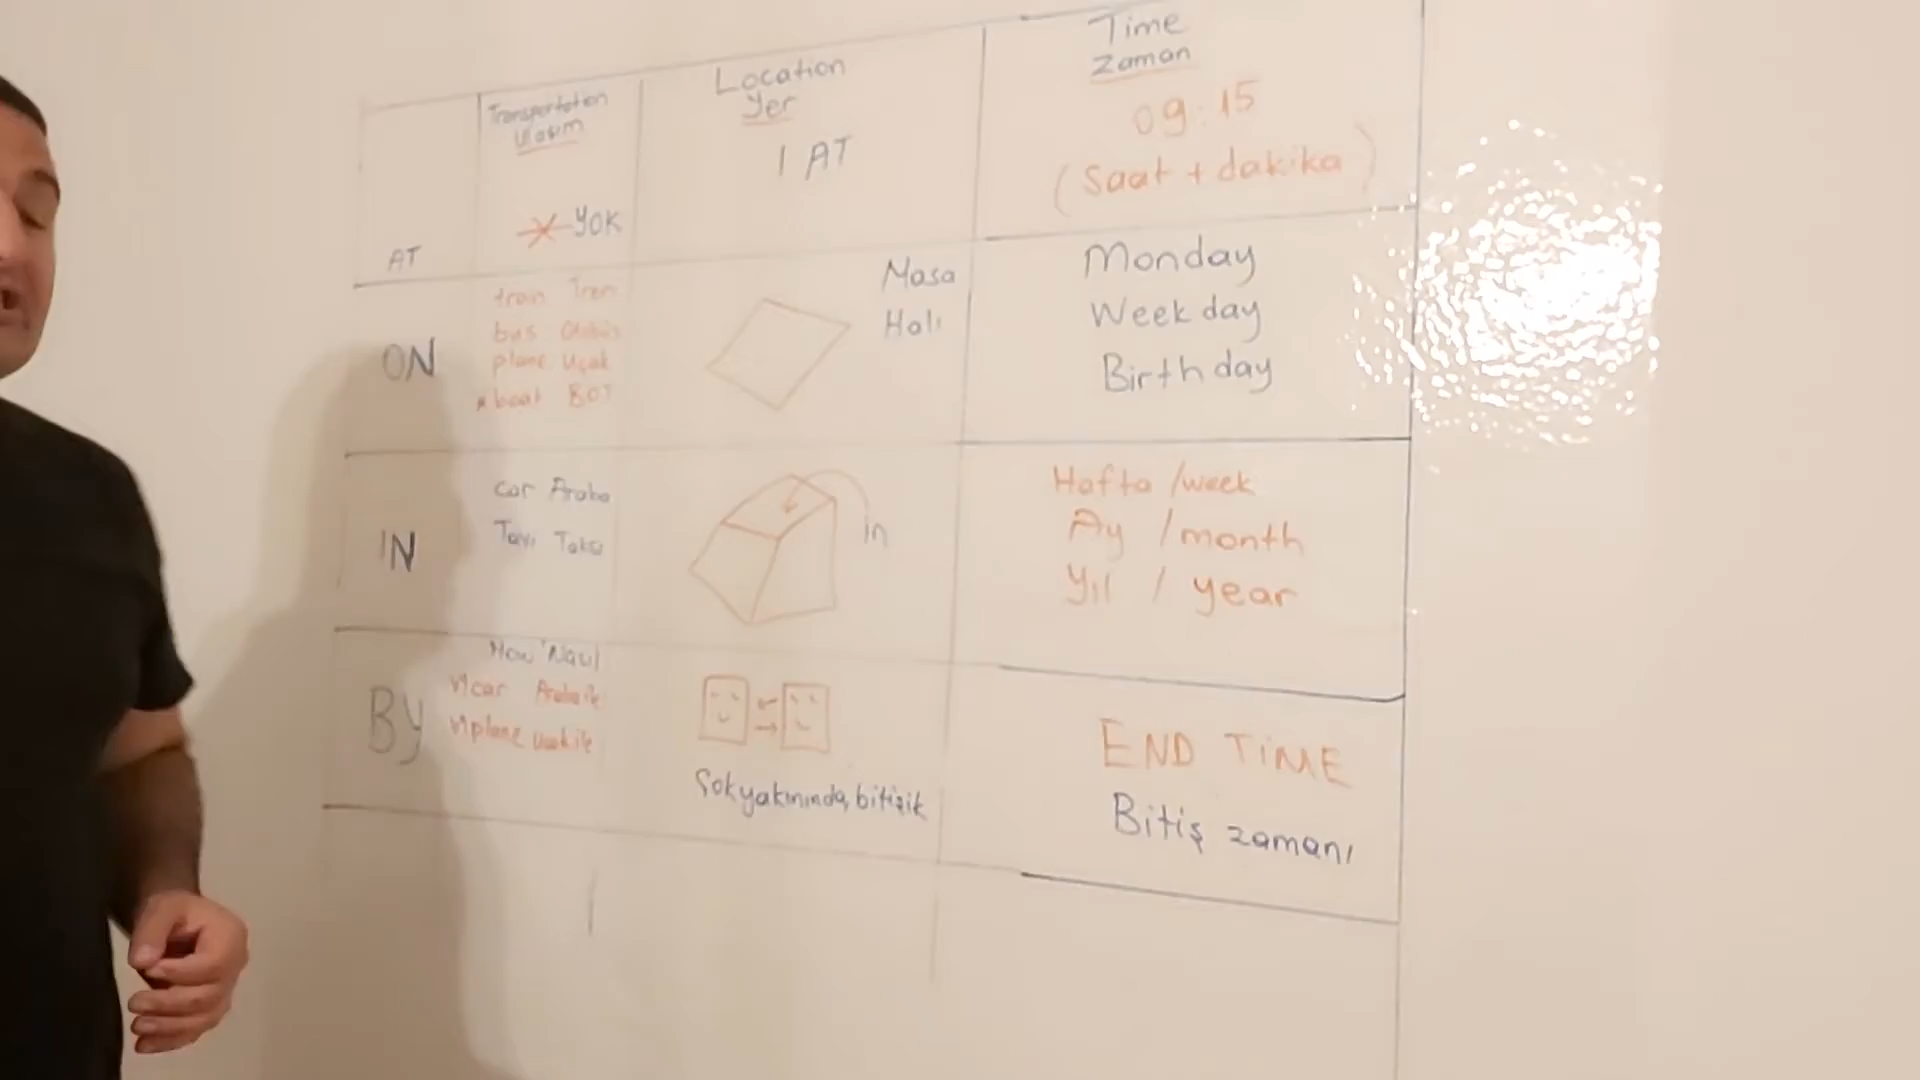 Transportation
Ulaşım
Location
Yer
Time
Zaman
AT
YOK
1 AT
09:15
(Saat + dakika)
ON
train Tren
bus Otobüs
plane Uçak
boat BOT
Masa
Halı
Monday
Weekday
Birthday
IN
car Araba
Taxi Taksi
in
Hafta /week
Ay /month
Yıl / year
BY
How Nasıl
car Araba ile
plane uçak ile
Çok yakınında, bitişik
END TiME
Bitiş zamanı